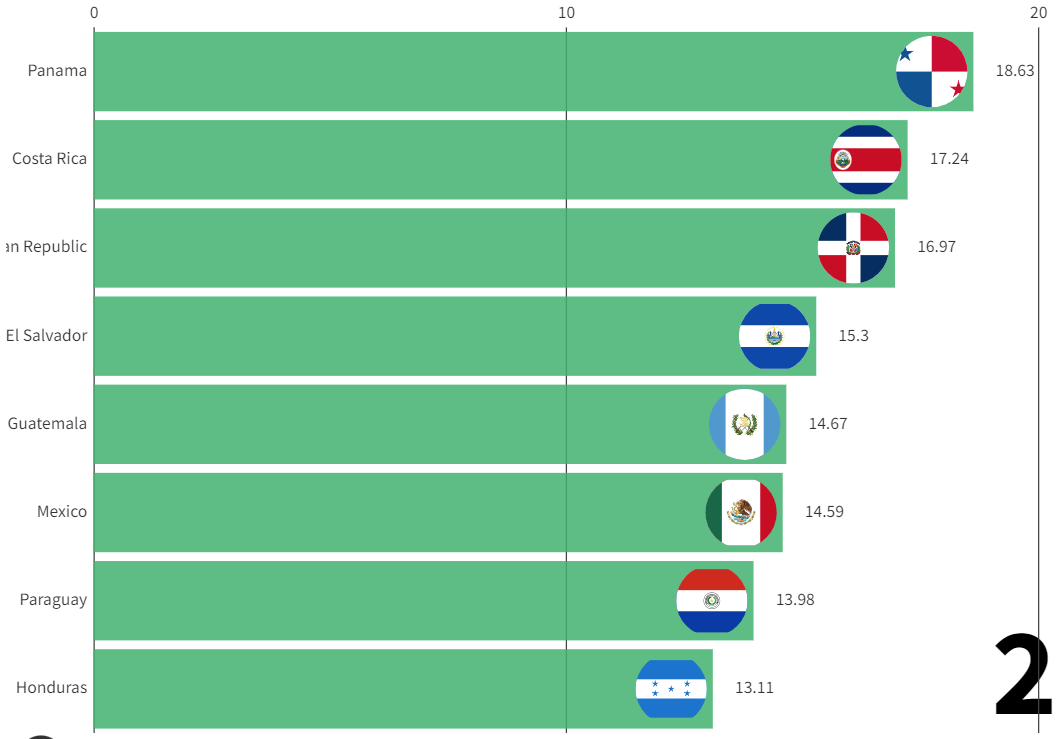 0 10 20
Panama 18.63
Costa Rica 17.24
an Republic 16.97
El Salvador 15.3
Guatemala 14.67
Mexico 14.59
Paraguay 13.98
Honduras 13.11
2